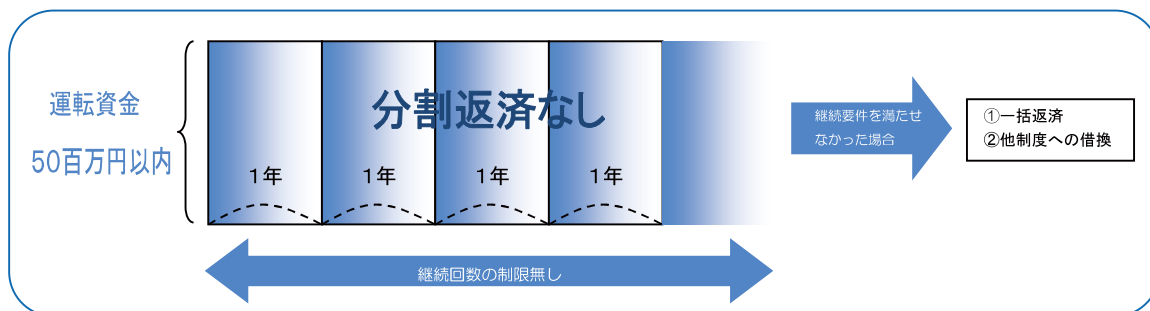 運転資金
50百万円以内
分割返済なし
1年
1年
1年
1年
継続回数の制限無し
継続要件を満たせ
なかった場合
①一括返済
②他制度への借換